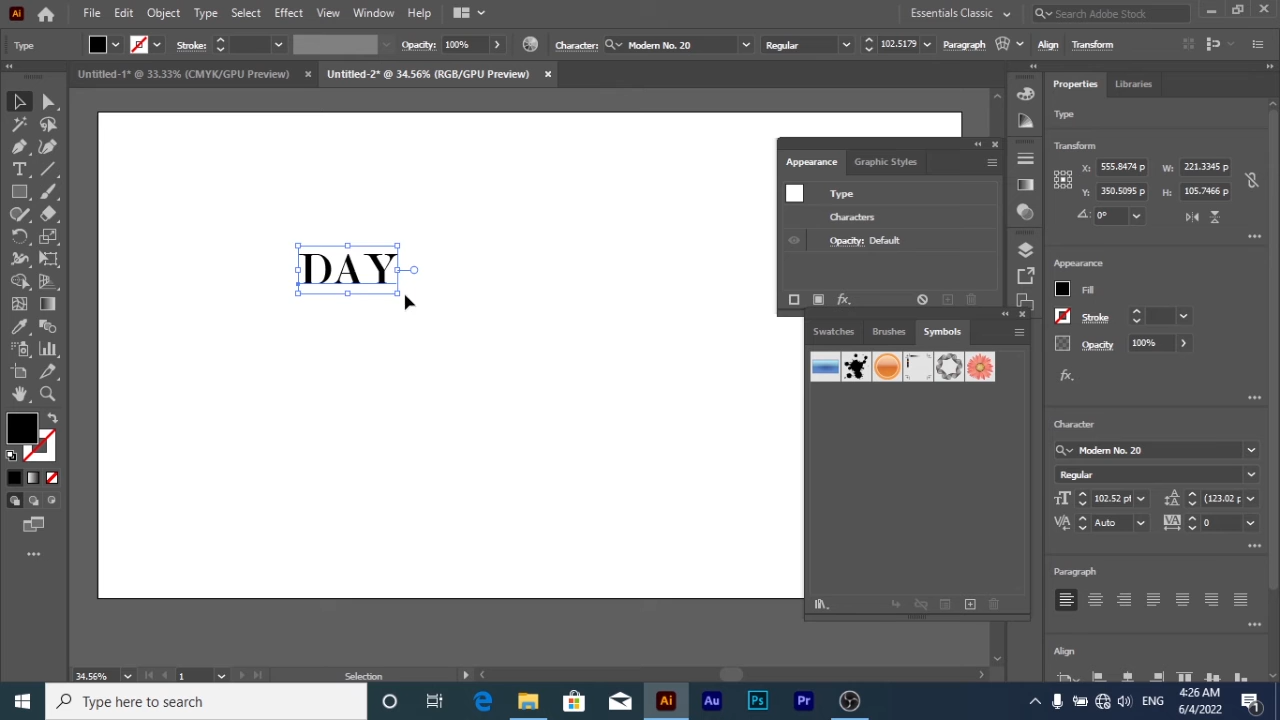 File Edit Object Type Select Effect View Window Help Essentials Classic Search Adobe Stock
Type Stroke: Opacity: 100% Character: Modern No. 20 Regular 102.5179 Paragraph Align Transform
Untitled-1* @ 33.33% (CMYK/GPU Preview) Untitled-2* @ 34.56% (RGB/GPU Preview)
Properties Libraries
Type
Transform
X: 555.8474 p W: 221.3345 p
Y: 350.5095 p H: 105.7466 p
0°
Appearance
Fill
Stroke
Opacity 100%
fx.
Character
Modern No. 20
Regular
102.52 pt (123.02 p
Auto 0
Paragraph
Align
Appearance Graphic Styles
Type
Characters
Opacity: Default
fx.
Swatches Brushes Symbols
DAY
34.56% 1 Selection
Type here to search
Ai Au Ps Pr
ENG
4:26 AM
6/4/2022
1